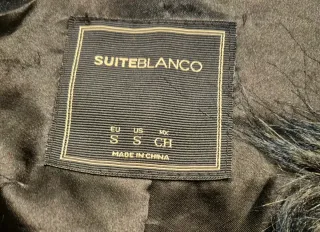 SUITEBLANCO
EU US MX
S S CH
MADE IN CHINA